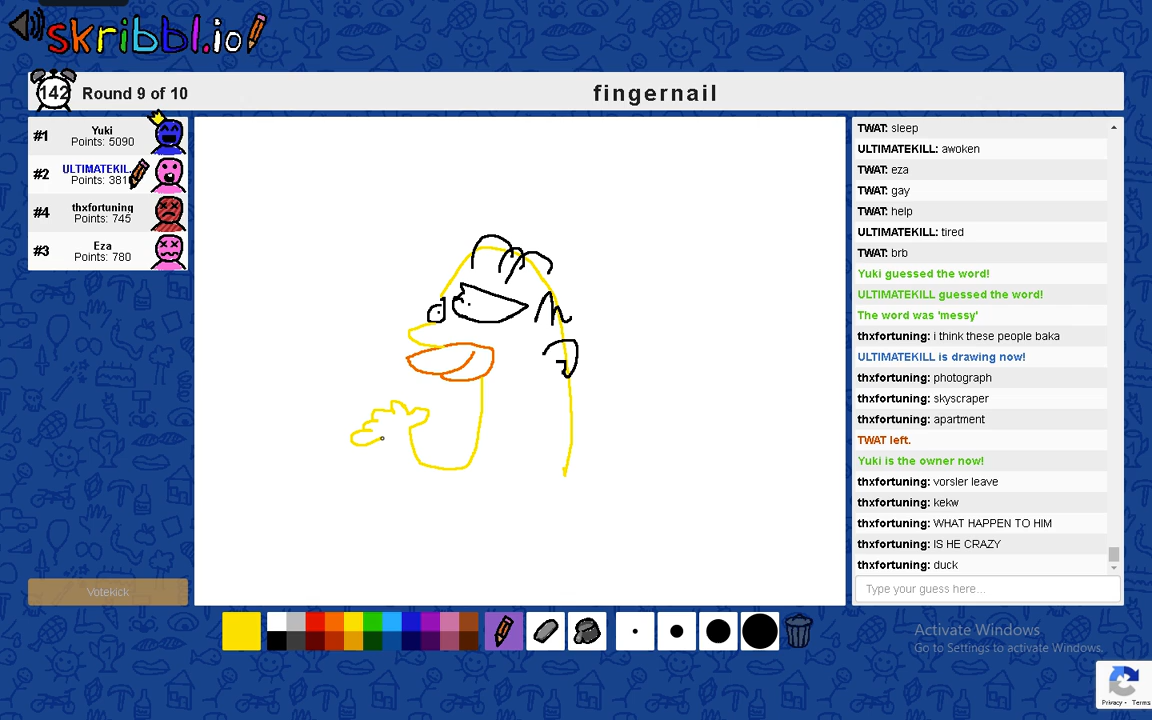 skribbl.io
142
Round 9 of 10
fingernail
#1
Yuki
Points: 5090
#2
ULTIMATEKIL
Points: 381
#4
thxfortuning
Points: 745
#3
Eza
Points: 780
Votekick
TWAT: sleep
ULTIMATEKILL: awoken
TWAT: eza
TWAT: gay
TWAT: help
ULTIMATEKILL: tired
TWAT: brb
Yuki guessed the word!
ULTIMATEKILL guessed the word!
The word was 'messy'
thxfortuning: i think these people baka
ULTIMATEKILL is drawing now!
thxfortuning: photograph
thxfortuning: skyscraper
thxfortuning: apartment
TWAT left.
Yuki is the owner now!
thxfortuning: vorsler leave
thxfortuning: kekw
thxfortuning: WHAT HAPPEN TO HIM
thxfortuning: IS HE CRAZY
thxfortuning: duck
Type your guess here...
Activate Windows
Go to Settings to activate Windows.
Privacy - Terms